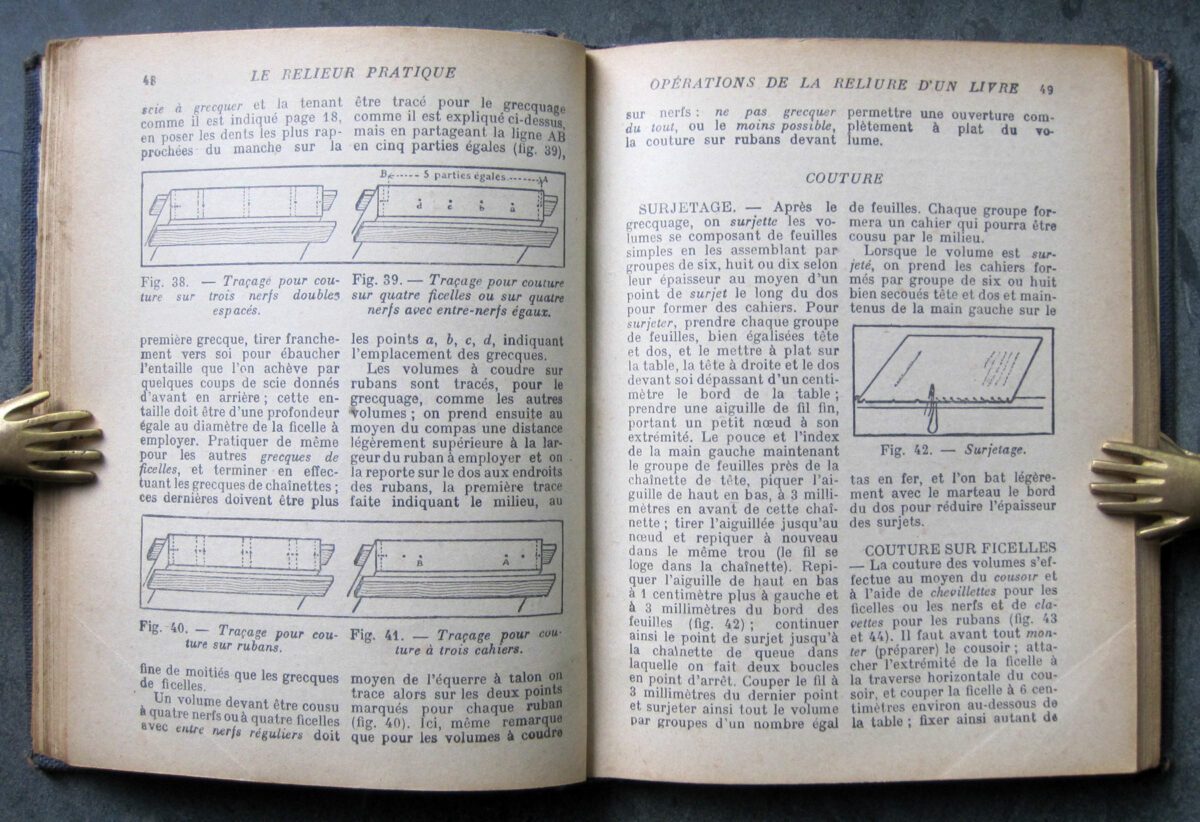 48
LE RELIEUR PRATIQUE
scie à grecquer et la tenant
comme il est indiqué page 18,
en poser les dents les plus rap-
prochées du manche sur la
être tracé pour le grecquage
comme il est expliqué ci-dessus,
mais en partageant la ligne AB
en cinq parties égales (fig. 39),
B 5 parties égales A
d c b a
Fig. 38. — Traçage pour cou-
ture sur trois nerfs doubles
espacés.
Fig. 39. — Traçage pour couture
sur quatre ficelles ou sur quatre
nerfs avec entre-nerfs égaux.
première grecque, tirer franche-
ment vers soi pour ébaucher
l'entaille que l'on achève par
quelques coups de scie donnés
d'avant en arrière ; cette en-
taille doit être d'une profondeur
égale au diamètre de la ficelle à
employer. Pratiquer de même
pour les autres grecques de
ficelles, et terminer en effec-
tuant les grecques de chaînettes ;
ces dernières doivent être plus
les points a, b, c, d, indiquant
l'emplacement des grecques.
Les volumes à coudre sur
rubans sont tracés, pour le
grecquage, comme les autres
volumes ; on prend ensuite au
moyen du compas une distance
légèrement supérieure à la lar-
geur du ruban à employer et on
la reporte sur le dos aux endroits
des rubans, la première trace
faite indiquant le milieu, au
B A
Fig. 40. — Traçage pour cou-
ture sur rubans.
Fig. 41. — Traçage pour cou-
ture à trois cahiers.
fine de moitiés que les grecques
de ficelles.
Un volume devant être cousu
à quatre nerfs ou à quatre ficelles
avec entre nerfs réguliers doit
moyen de l'équerre à talon on
trace alors sur les deux points
marqués pour chaque ruban
(fig. 40). Ici, même remarque
que pour les volumes à coudre
OPÉRATIONS DE LA RELIURE D'UN LIVRE
49
sur nerfs : ne pas grecquer
du tout, ou le moins possible,
la couture sur rubans devant
permettre une ouverture com-
plètement à plat du vo-
lume.
COUTURE
SURJETAGE. — Après le
grecquage, on surjette les vo-
lumes se composant de feuilles
simples en les assemblant par
groupes de six, huit ou dix selon
leur épaisseur au moyen d'un
point de surjet le long du dos
pour former des cahiers. Pour
surjeter, prendre chaque groupe
de feuilles, bien égalisées tête
et dos, et le mettre à plat sur
la table, la tête à droite et le dos
devant soi dépassant d'un centi-
mètre le bord de la table ;
prendre une aiguille de fil fin,
portant un petit nœud à son
extrémité. Le pouce et l'index
de la main gauche maintenant
le groupe de feuilles près de la
chaînette de tête, piquer l'ai-
guille de haut en bas, à 3 milli-
mètres en avant de cette chaî-
nette ; tirer l'aiguillée jusqu'au
nœud et repiquer à nouveau
dans le même trou (le fil se
loge dans la chaînette). Repi-
quer l'aiguille de haut en bas
à 1 centimètre plus à gauche et
à 3 millimètres du bord des
feuilles (fig. 42) ; continuer
ainsi le point de surjet jusqu'à
la chaînette de queue dans
laquelle on fait deux boucles
en point d'arrêt. Couper le fil à
3 millimètres du dernier point
et surjeter ainsi tout le volume
par groupes d'un nombre égal
de feuilles. Chaque groupe for-
mera un cahier qui pourra être
cousu par le milieu.
Lorsque le volume est sur-
jeté, on prend les cahiers for-
més par groupe de six ou huit
bien secoués tête et dos et main-
tenus de la main gauche sur le
Fig. 42. — Surjetage.
tas en fer, et l'on bat légère-
ment avec le marteau le bord
du dos pour réduire l'épaisseur
des surjets.
COUTURE SUR FICELLES
— La couture des volumes s'ef-
fectue au moyen du cousoir et
à l'aide de chevillettes pour les
ficelles ou les nerfs et de cla-
vettes pour les rubans (fig. 43
et 44). Il faut avant tout mon-
ter (préparer) le cousoir ; atta-
cher l'extrémité de la ficelle à
la traverse horizontale du cou-
soir, et couper la ficelle à 6 cen-
timètres environ au-dessous de
la table ; fixer ainsi autant de